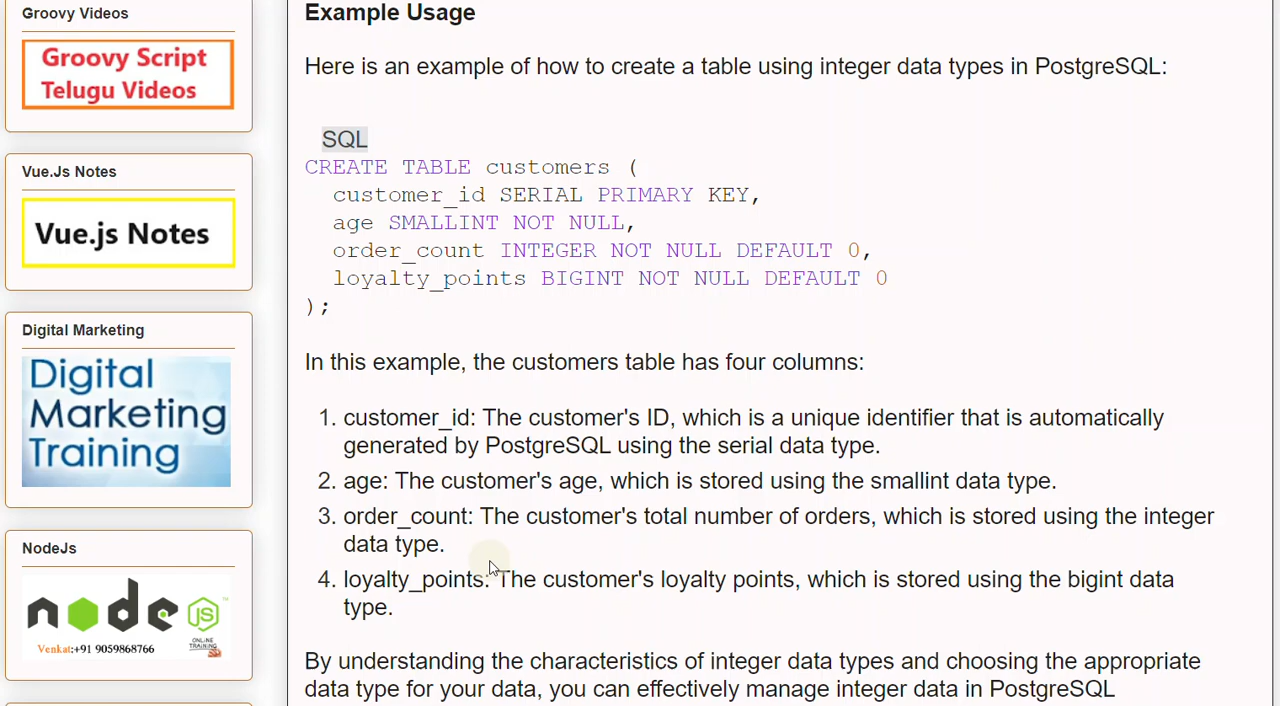 Groovy Videos
Groovy Script
Telugu Videos
Vue.Js Notes
Vue.js Notes
Digital Marketing
Digital
Marketing
Training
NodeJs
node
JS
™
ONLINE
TRAINING
Venkat:+91 9059868766
Example Usage
Here is an example of how to create a table using integer data types in PostgreSQL:
SQL
CREATE TABLE customers (
customer_id SERIAL PRIMARY KEY,
age SMALLINT NOT NULL,
order_count INTEGER NOT NULL DEFAULT 0,
loyalty_points BIGINT NOT NULL DEFAULT 0
);
In this example, the customers table has four columns:
1. customer_id: The customer's ID, which is a unique identifier that is automatically
generated by PostgreSQL using the serial data type.
2. age: The customer's age, which is stored using the smallint data type.
3. order_count: The customer's total number of orders, which is stored using the integer
data type.
4. loyalty_points: The customer's loyalty points, which is stored using the bigint data
type.
By understanding the characteristics of integer data types and choosing the appropriate
data type for your data, you can effectively manage integer data in PostgreSQL